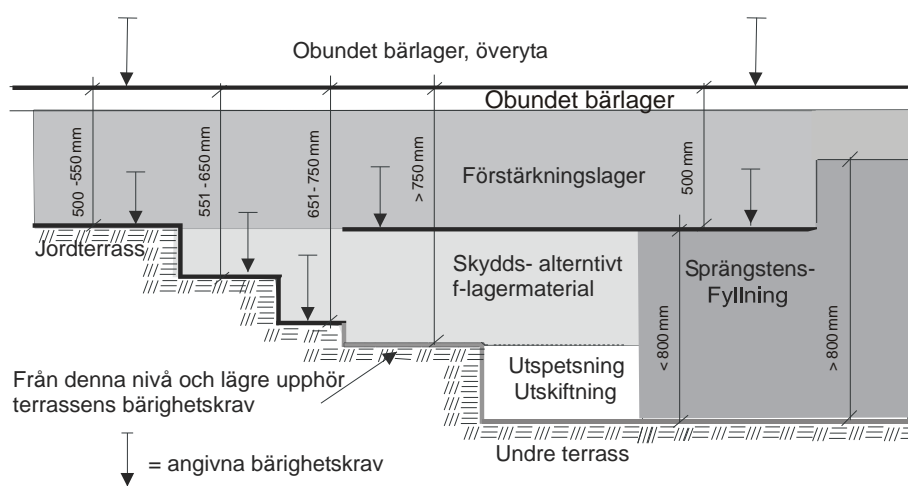 Obundet bärlager, överyta
Obundet bärlager
500 -550 mm
551 - 650 mm
651 - 750 mm
> 750 mm
Förstärkningslager
500 mm
Jordterrass
Skydds- alterntivt
f-lagermaterial
Sprängstens-
Fyllning
<800 mm
> 800 mm
Utspetsning
Utskiftning
Från denna nivå och lägre upphör
terrassens bärighetskrav
Undre terrass
= angivna bärighetskrav